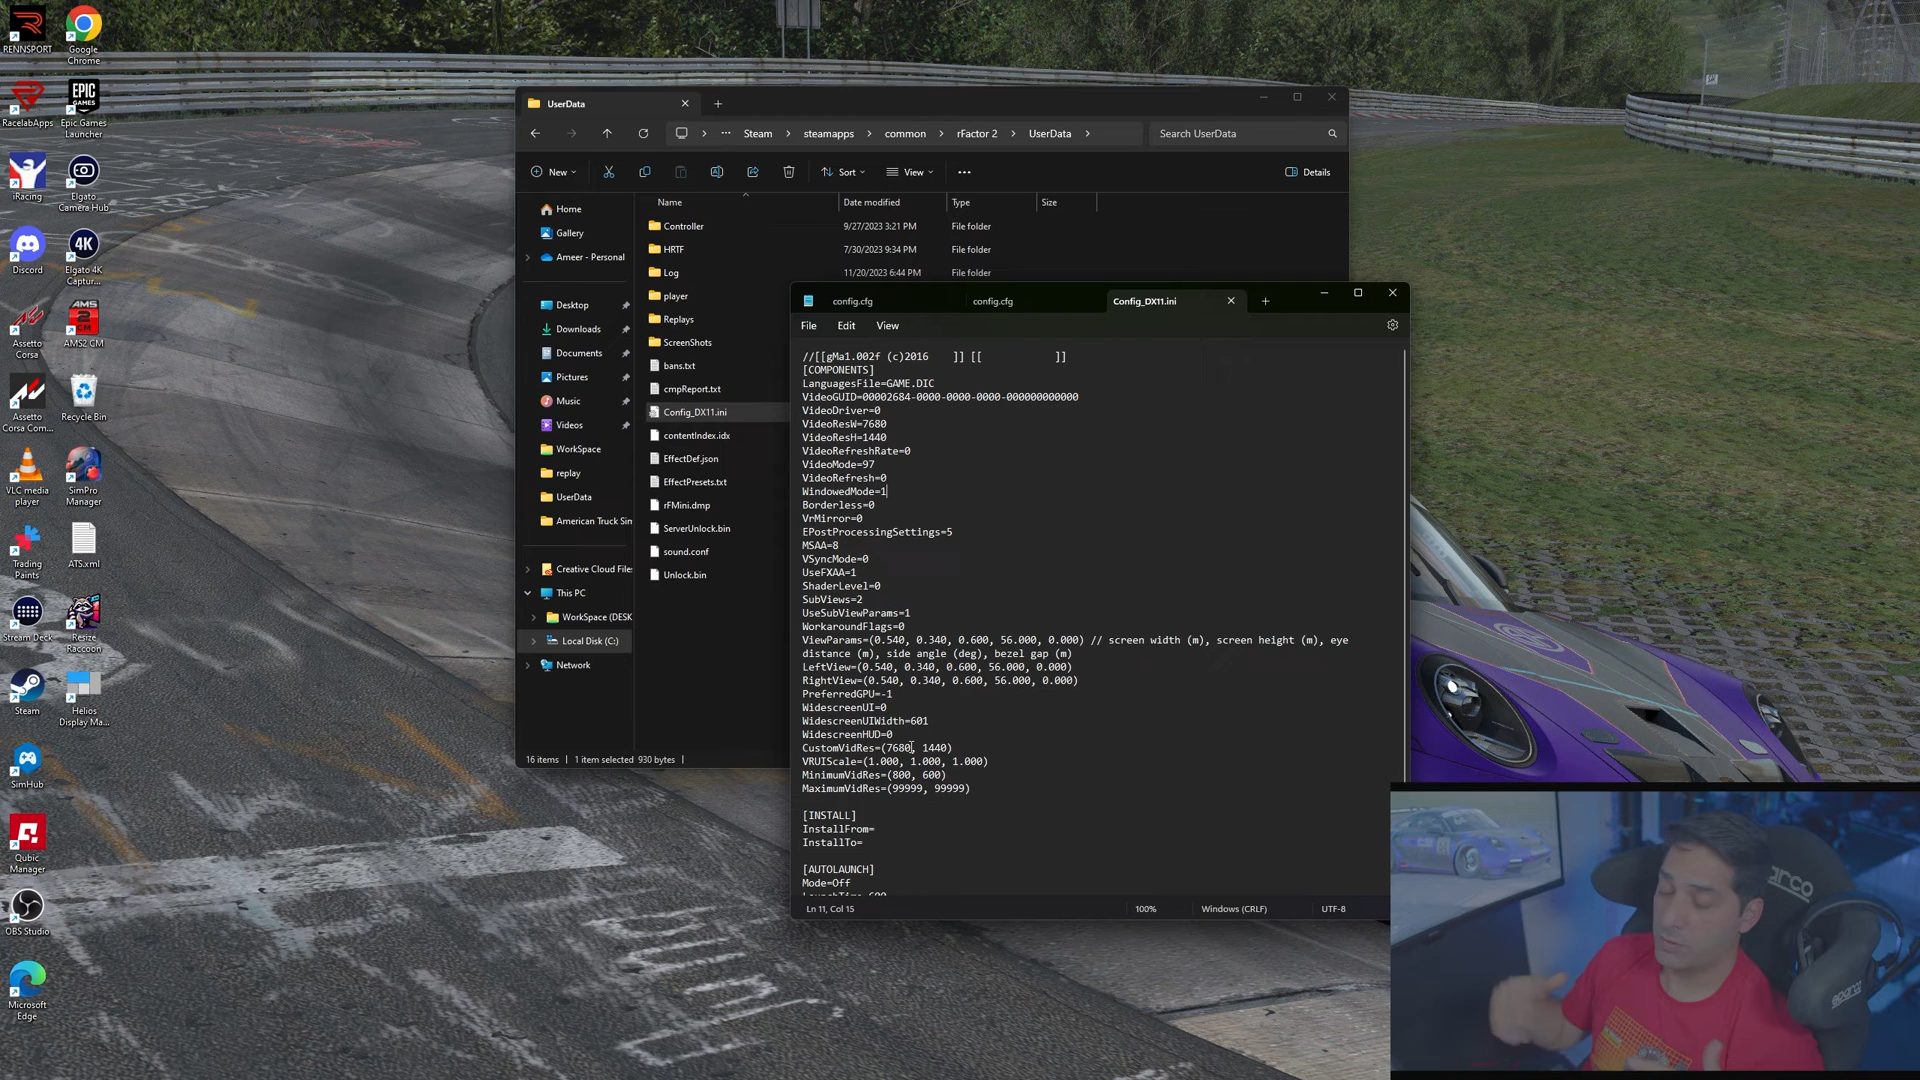 RENNSPORT
Google
Chrome
RacelabApps
EPIC
GAMES
Epic Games
Launcher
iRacing
Elgato
Camera Hub
Discord
4K
Elgato 4K
Captur...
Assetto
Corsa
AMS
2
CM
AMS2 CM
Assetto
Corsa Com...
Recycle Bin
VLC media
player
SimPro
Manager
Trading
Paints
ATS.xml
Stream Deck
Resize
Raccoon
Steam
Helios
Display Ma...
SimHub
Qubic
Manager
OBS Studio
Microsoft
Edge
UserData
Steam
steamapps
common
rFactor 2
UserData
Search UserData
New
Sort
View
Details
Name
Date modified
Type
Size
Home
Gallery
Ameer - Personal
Desktop
Downloads
Documents
Pictures
Music
Videos
WorkSpace
replay
UserData
American Truck Sim
Creative Cloud Files
This PC
WorkSpace (DESK
Local Disk (C:)
Network
Controller 9/27/2023 3:21 PM File folder
HRTF 7/30/2023 9:34 PM File folder
Log 11/20/2023 6:44 PM File folder
player
Replays
ScreenShots
bans.txt
cmpReport.txt
Config_DX11.ini
contentIndex.idx
EffectDef.json
EffectPresets.txt
rFMini.dmp
ServerUnlock.bin
sound.conf
Unlock.bin
16 items 1 item selected 930 bytes
config.cfg
config.cfg
Config_DX11.ini
File
Edit
View
//[[gMa1.002f (c)2016    ]] [[           ]]
[COMPONENTS]
LanguagesFile=GAME.DIC
VideoGUID=00002684-0000-0000-0000-000000000000
VideoDriver=0
VideoResW=7680
VideoResH=1440
VideoRefreshRate=0
VideoMode=97
VideoRefresh=0
WindowedMode=1
Borderless=0
VrMirror=0
EPostProcessingSettings=5
MSAA=8
VSyncMode=0
UseFXAA=1
ShaderLevel=0
SubViews=2
UseSubViewParams=1
WorkaroundFlags=0
ViewParams=(0.540, 0.340, 0.600, 56.000, 0.000) // screen width (m), screen height (m), eye
distance (m), side angle (deg), bezel gap (m)
LeftView=(0.540, 0.340, 0.600, 56.000, 0.000)
RightView=(0.540, 0.340, 0.600, 56.000, 0.000)
PreferredGPU=-1
WidescreenUI=0
WidescreenUIWidth=601
WidescreenHUD=0
CustomVidRes=(7680, 1440)
VRUIScale=(1.000, 1.000, 1.000)
MinimumVidRes=(800, 600)
MaximumVidRes=(99999, 99999)
[INSTALL]
InstallFrom=
InstallTo=
[AUTOLAUNCH]
Mode=Off
Ln 11, Col 15
100%
Windows (CRLF)
UTF-8
sparco